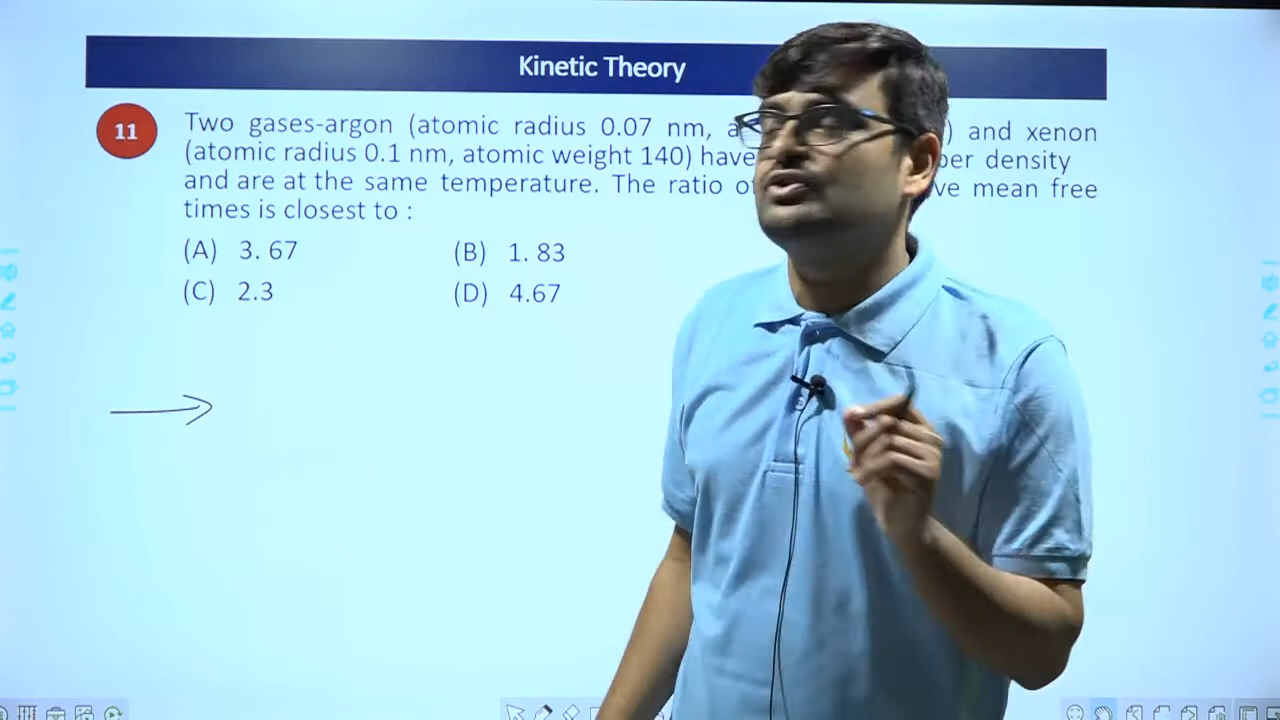 Kinetic Theory
11
Two gases-argon (atomic radius 0.07 nm, ) and xenon
(atomic radius 0.1 nm, atomic weight 140) have density
and are at the same temperature. The ratio mean free
times is closest to :
(A) 3. 67
(B) 1. 83
(C) 2.3
(D) 4.67